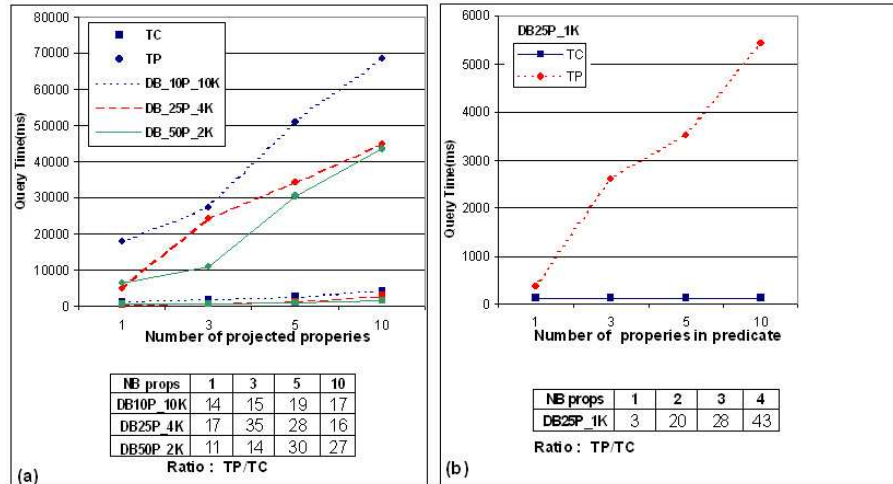 80000
70000
60000
50000
40000
30000
20000
10000
0
Query Time(ms)
TC
TP
DB_10P_10K
DB_25P_4K
DB_50P_2K
1 3 5 10
Number of projected properies
NB props 1 3 5 10
DB10P_10K 14 15 19 17
DB25P_4K 17 35 28 16
DB50P_2K 11 14 30 27
Ratio : TP/TC
(a)
DB25P_1K
TC
TP
6000
5000
4000
3000
2000
1000
0
Query Time(ms)
1 3 5 10
Number of properies in predicate
NB props 1 2 3 4
DB25P_1K 3 20 28 43
Ratio : TP/TC
(b)